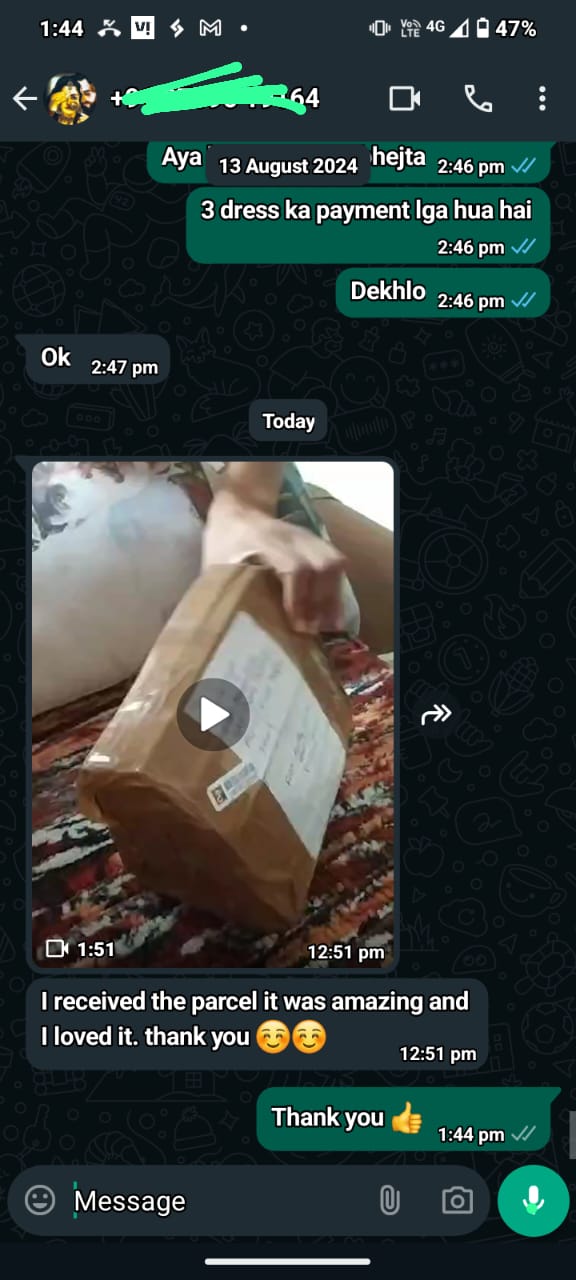 1:44 4G 47%
64
Aya hejta 2:46 pm
13 August 2024
3 dress ka payment lga hua hai
2:46 pm
Dekhlo 2:46 pm
Ok 2:47 pm
Today
1:51 12:51 pm
I received the parcel it was amazing and
I loved it. thank you ☺️☺️
12:51 pm
Thank you 👍 1:44 pm
Message